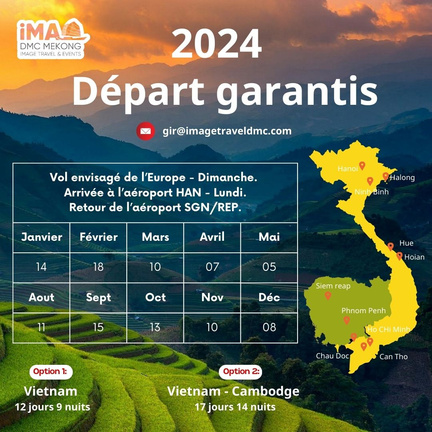 iMA
DMC MEKONG
IMAGE TRAVEL & EVENTS
2024
Départ garantis
gir@imagetraveldmc.com
Vol envisagé de l'Europe - Dimanche.
Arrivée à l'aéroport HAN - Lundi.
Retour de l'aéroport SGN/REP.
Janvier Février Mars Avril Mai
14 18 10 07 05
Aout Sept Oct Nov Déc
11 15 13 10 08
Hanoi
Halong
Ninh Binh
Hue
Hoian
Siem reap
Phnom Penh
Ho Chi Minh
Chau Doc
Can Tho
Option 1:
Vietnam
12 jours 9 nuits
Option 2:
Vietnam - Cambodge
17 jours 14 nuits